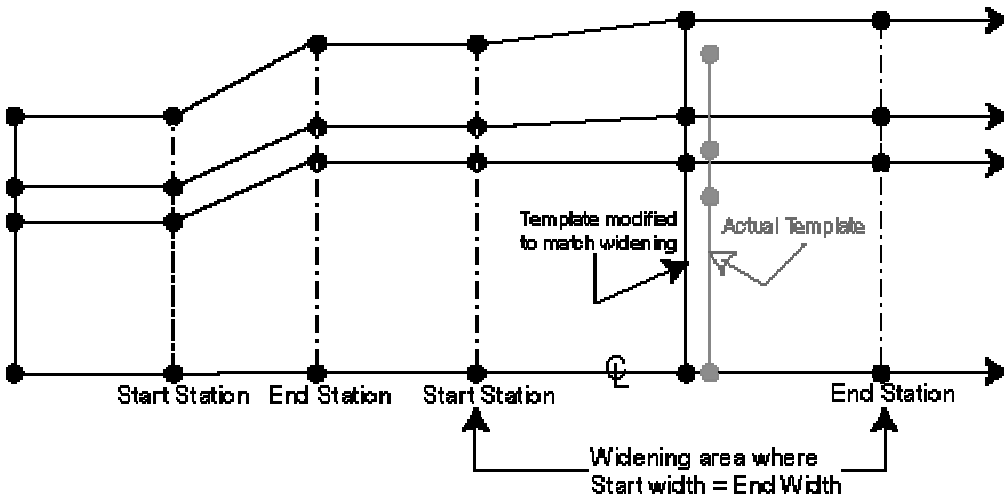 Template modified
to match widening
Actual Template
℄
Start Station
End Station
Start Station
End Station
Widening area where
Start width = End Width